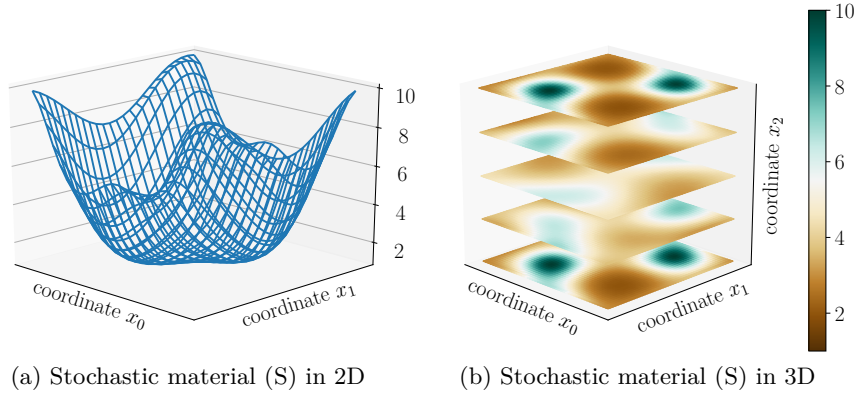 10
8
6
4
2
coordinate x₀
coordinate x₁
10
8
6
4
2
coordinate x₂
coordinate x₀
coordinate x₁
(a) Stochastic material (S) in 2D
(b) Stochastic material (S) in 3D